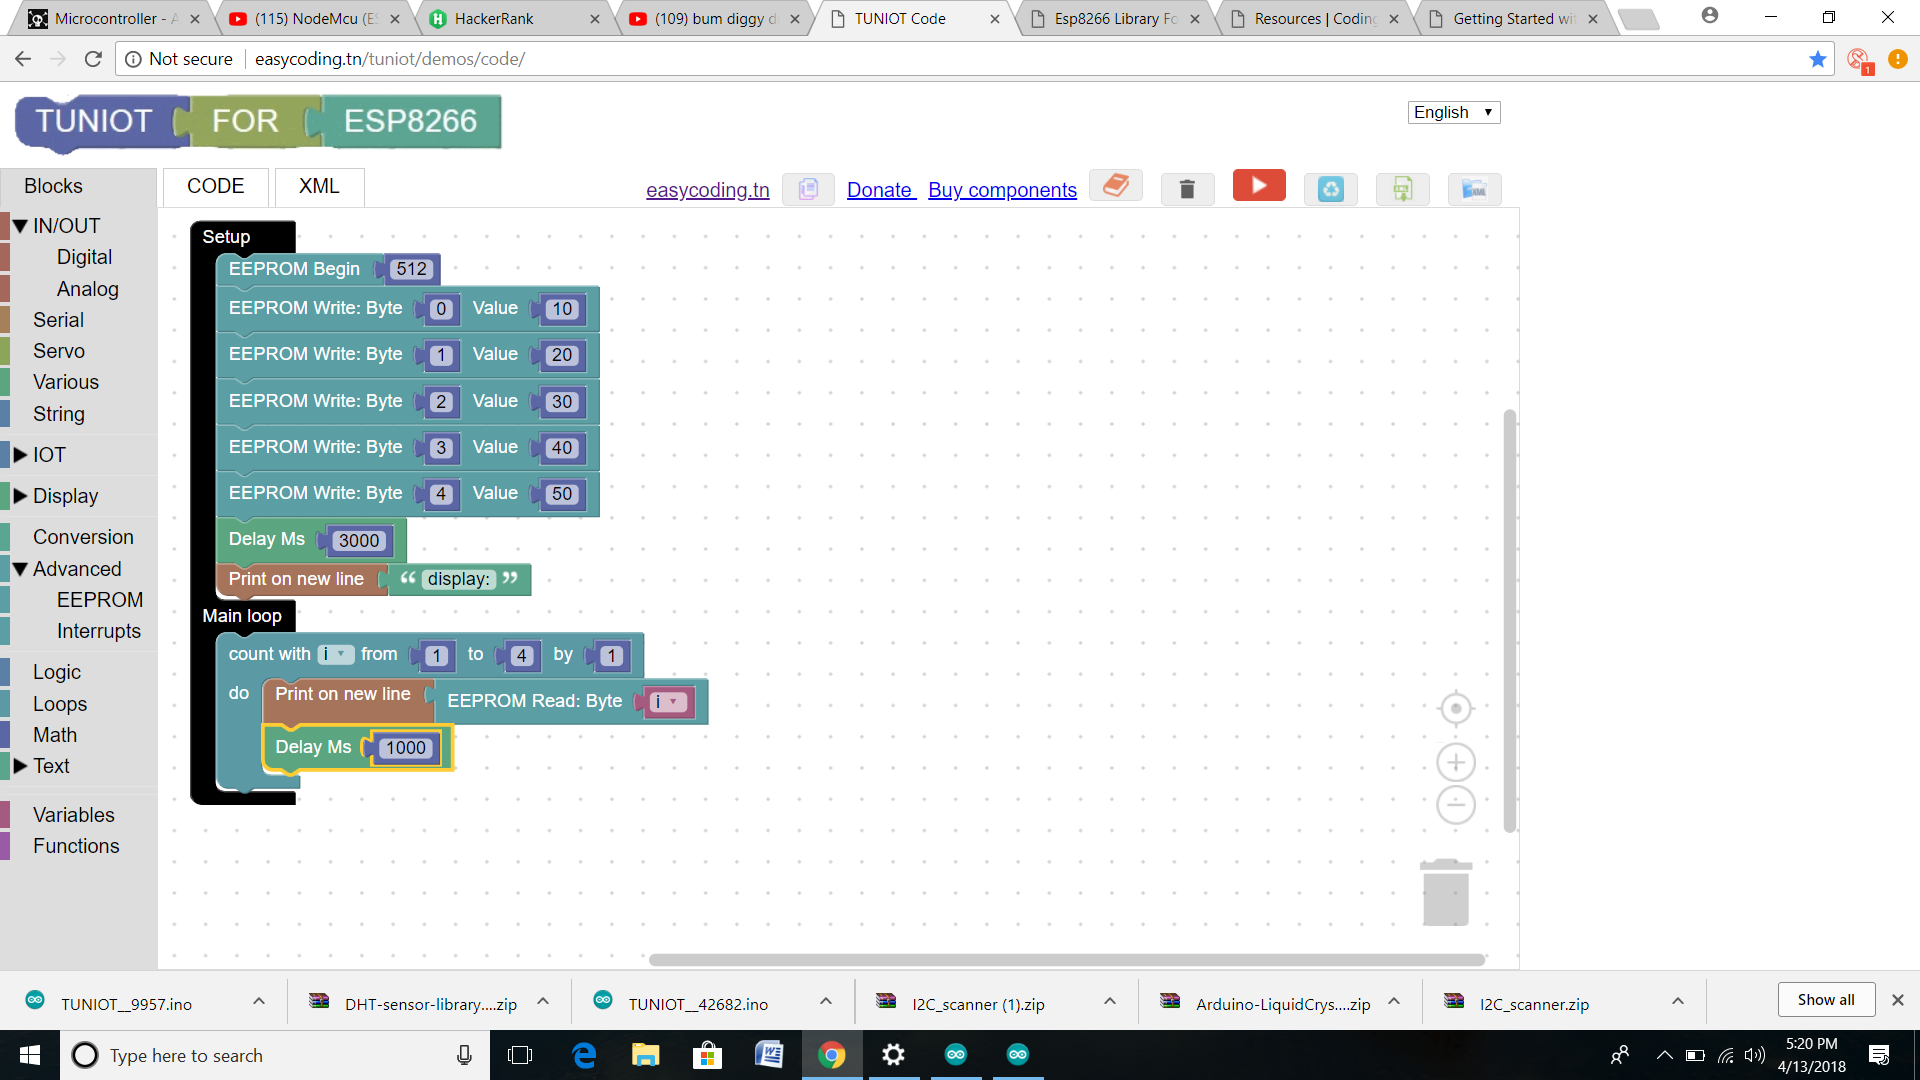 Microcontroller - A
(115) NodeMcu (ES
HackerRank
(109) bum diggy d
TUNIOT Code
Esp8266 Library Fo
Resources | Coding
Getting Started wit
Not secure easycoding.tn/tuniot/demos/code/
TUNIOT FOR ESP8266
English
Blocks
CODE
XML
easycoding.tn
Donate
Buy components
IN/OUT
Digital
Analog
Serial
Servo
Various
String
IOT
Display
Conversion
Advanced
EEPROM
Interrupts
Logic
Loops
Math
Text
Variables
Functions
Setup
EEPROM Begin 512
EEPROM Write: Byte 0 Value 10
EEPROM Write: Byte 1 Value 20
EEPROM Write: Byte 2 Value 30
EEPROM Write: Byte 3 Value 40
EEPROM Write: Byte 4 Value 50
Delay Ms 3000
Print on new line “ display: ”
Main loop
count with i from 1 to 4 by 1
do Print on new line EEPROM Read: Byte i
Delay Ms 1000
TUNIOT__9957.ino
DHT-sensor-library....zip
TUNIOT__42682.ino
I2C_scanner (1).zip
Arduino-LiquidCrys....zip
I2C_scanner.zip
Show all
Type here to search
5:20 PM
4/13/2018